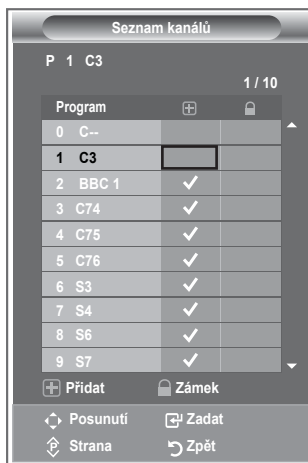 Seznam kanálů
P 1 C3
1 / 10
Program
0 C--
1 C3
2 BBC 1
3 C74
4 C75
5 C76
6 S3
7 S4
8 S6
9 S7
Přidat Zámek
Posunutí Zadat
Strana Zpět